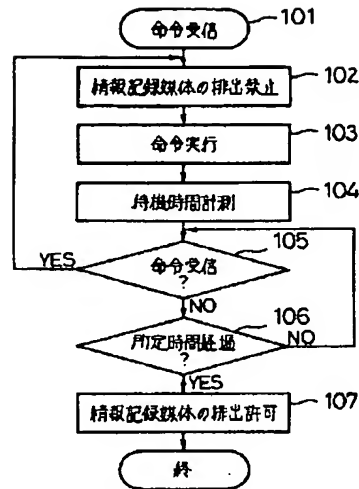 命令受信
101
情報記録媒体の排出禁止
102
命令実行
103
待機時間計測
104
105
命令受信
?
YES
NO
106
所定時間経過
?
NO
YES
情報記録媒体の排出許可
107
終